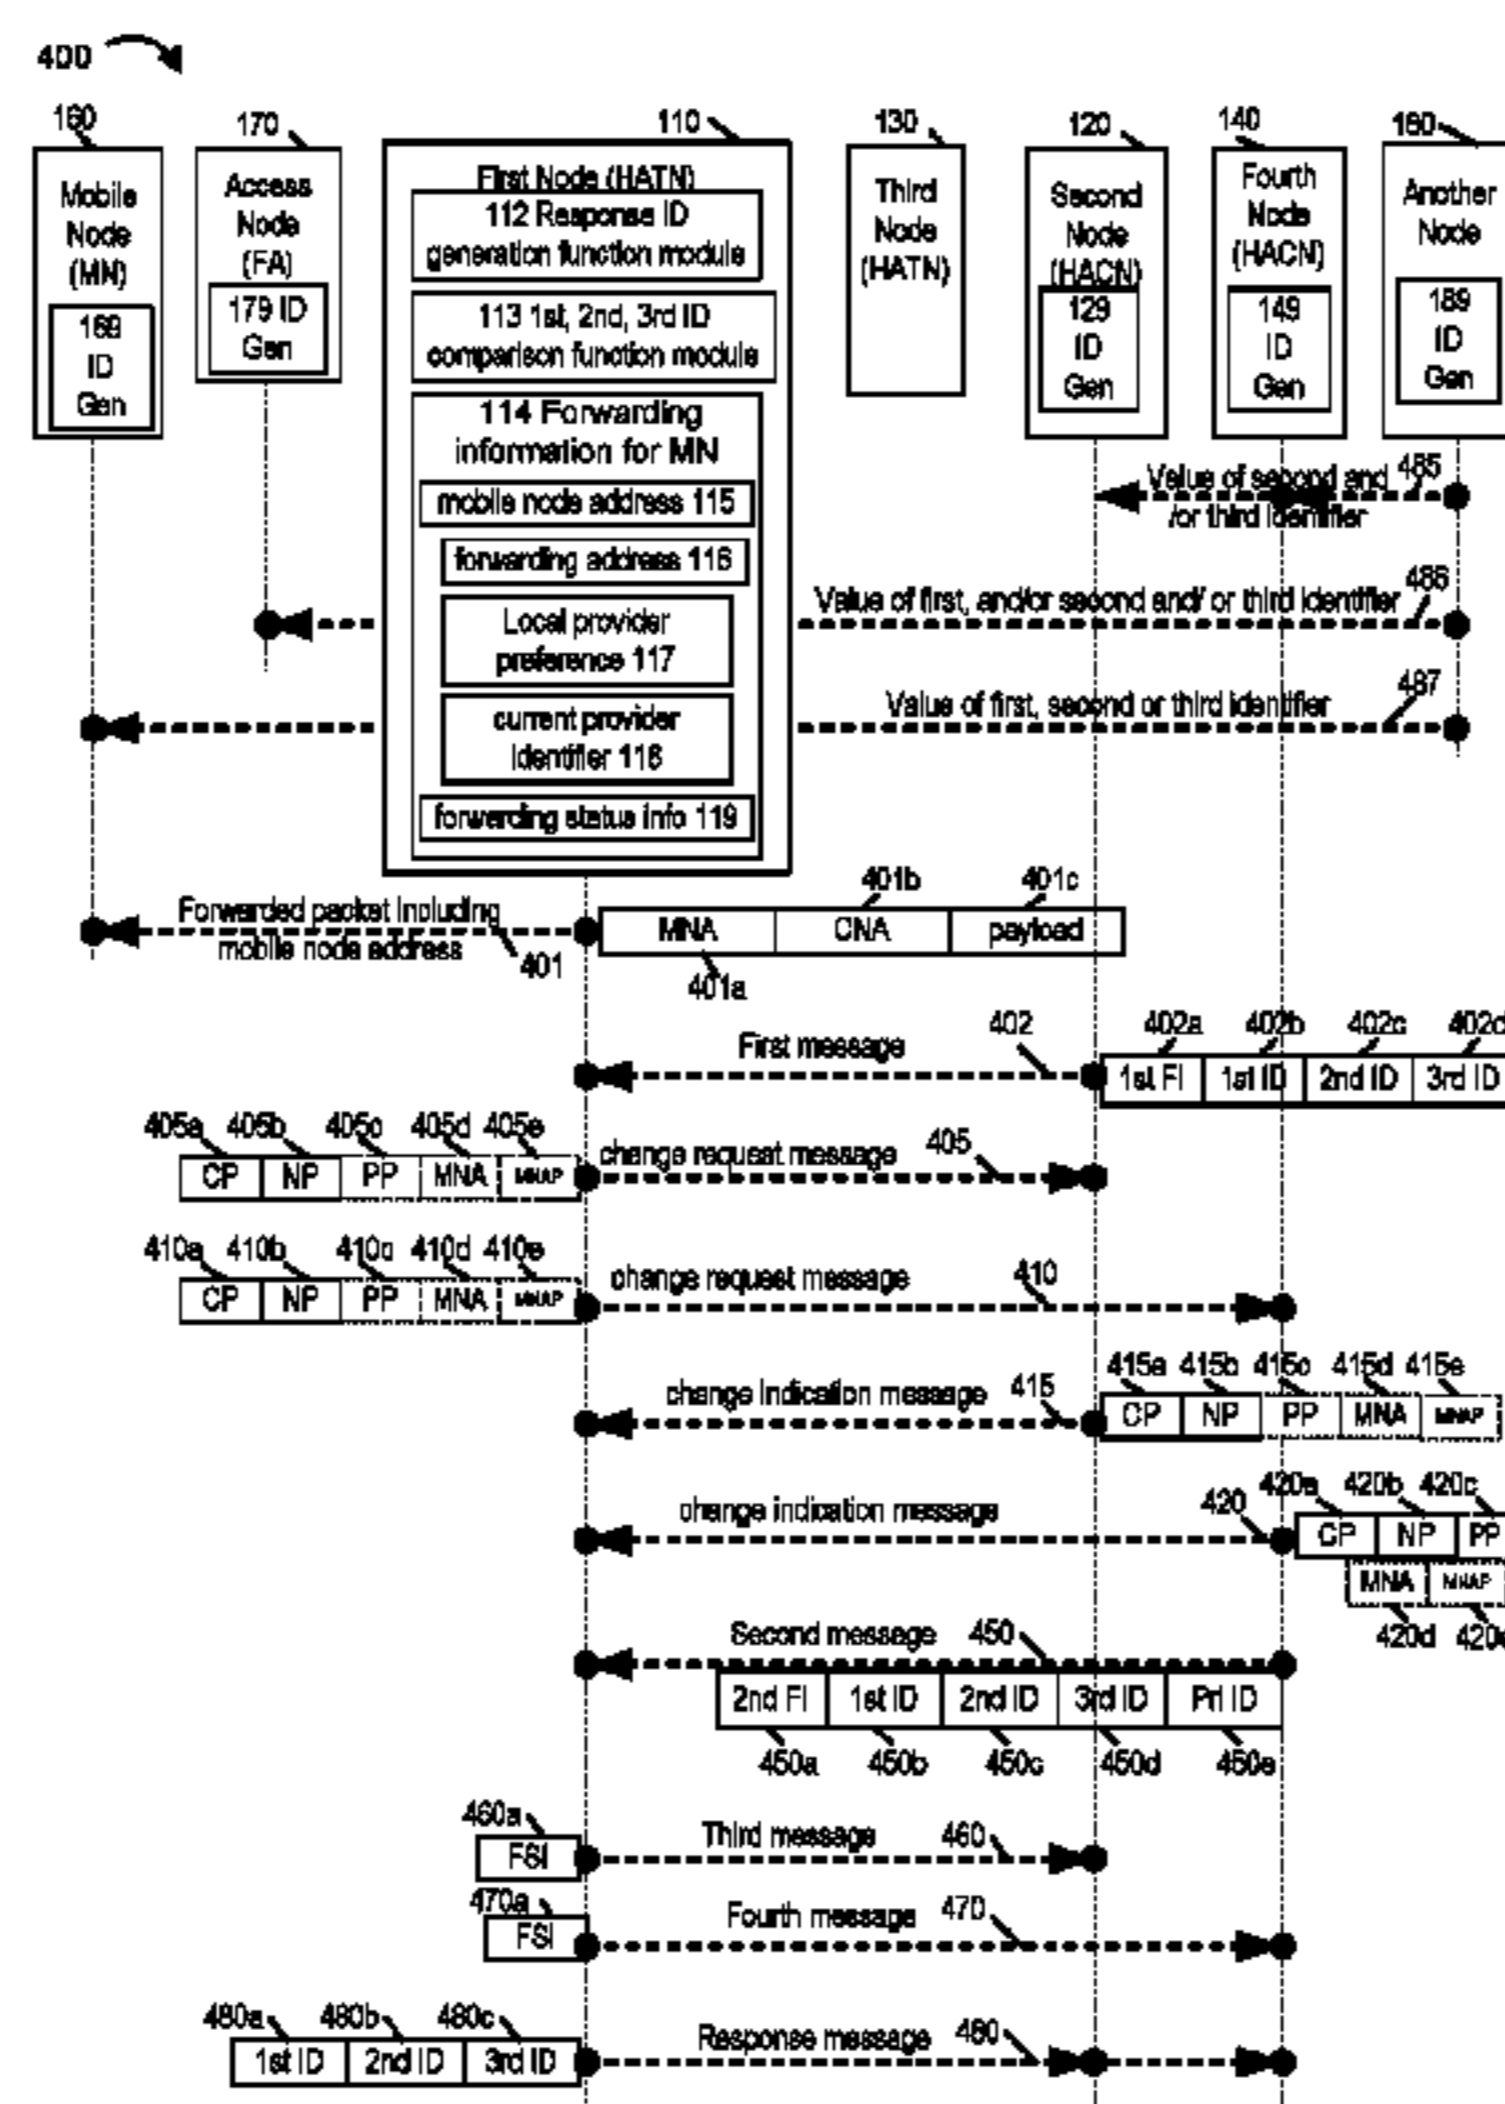 400
160
170
110
130
120
140
180
Mobile
Node
(MN)
169
ID
Gen
Access
Node
(FA)
179 ID
Gen
First Node (HATN)
112 Response ID
generation function module
113 1st, 2nd, 3rd ID
comparison function module
114 Forwarding
information for MN
mobile node address 115
forwarding address 116
Local provider
preference 117
current provider
identifier 118
forwarding status info 119
Third
Node
(HATN)
Second
Node
(HACN)
129
ID
Gen
Fourth
Node
(HACN)
149
ID
Gen
Another
Node
189
ID
Gen
Value of second and
/or third identifier
485
Value of first, and/or second and/ or third identifier
486
Value of first, second or third identifier
487
Forwarded packet including
mobile node address
401
401b
401c
MNA
CNA
payload
401a
First message
402
402a
402b
402c
402d
1st FI
1st ID
2nd ID
3rd ID
405a
405b
405c
405d
405e
CP
NP
PP
MNA
MNAP
change request message
405
410a
410b
410c
410d
410e
CP
NP
PP
MNA
MNAP
change request message
410
change indication message
415
415a
415b
415c
415d
415e
CP
NP
PP
MNA
MNAP
change indication message
420
420a
420b
420c
CP
NP
PP
MNA
MNAP
420d
420e
Second message
450
2nd FI
1st ID
2nd ID
3rd ID
Pri ID
450a
450b
450c
450d
450e
460a
FSI
Third message
460
470a
FSI
Fourth message
470
480a
480b
480c
1st ID
2nd ID
3rd ID
Response message
480